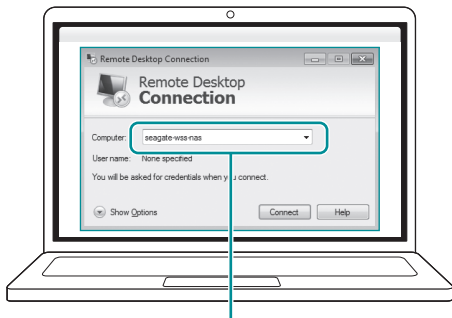 Remote Desktop Connection
Remote Desktop
Connection
Computer: seagate-wss-nas
User name: None specified
You will be asked for credentials when you connect.
Show Options Connect Help